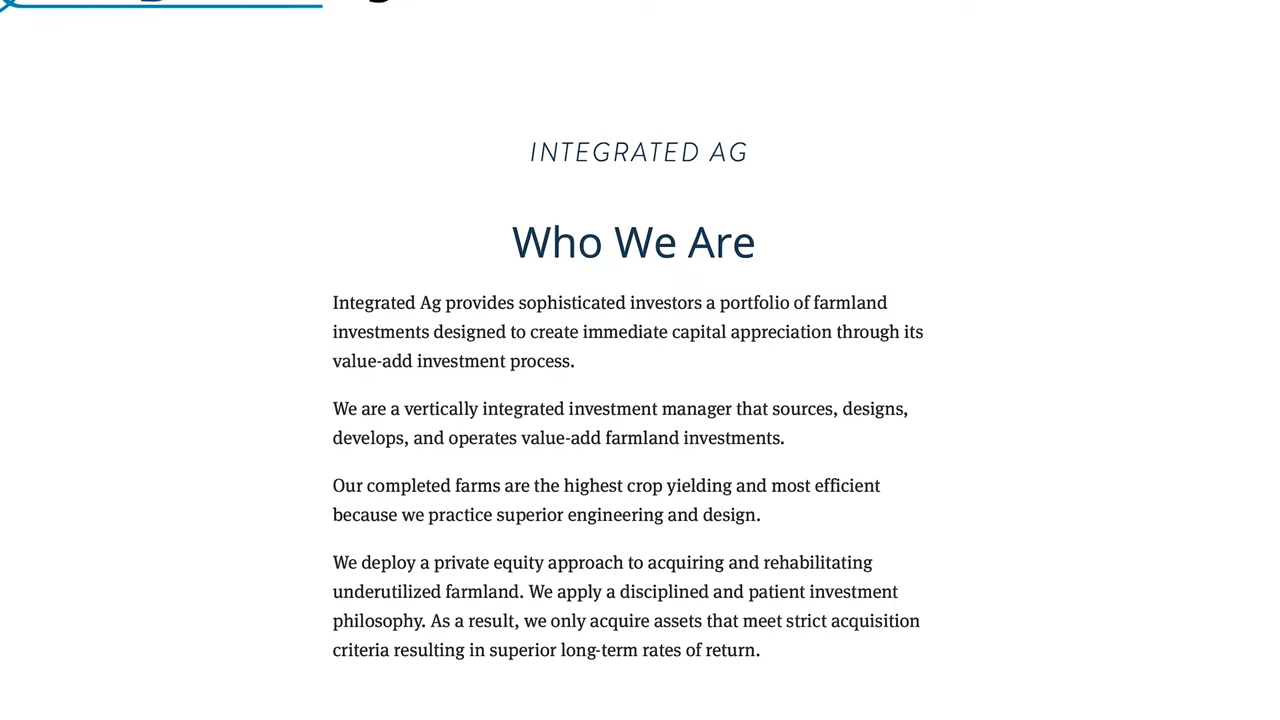 INTEGRATED AG
Who We Are
Integrated Ag provides sophisticated investors a portfolio of farmland
investments designed to create immediate capital appreciation through its
value-add investment process.
We are a vertically integrated investment manager that sources, designs,
develops, and operates value-add farmland investments.
Our completed farms are the highest crop yielding and most efficient
because we practice superior engineering and design.
We deploy a private equity approach to acquiring and rehabilitating
underutilized farmland. We apply a disciplined and patient investment
philosophy. As a result, we only acquire assets that meet strict acquisition
criteria resulting in superior long-term rates of return.